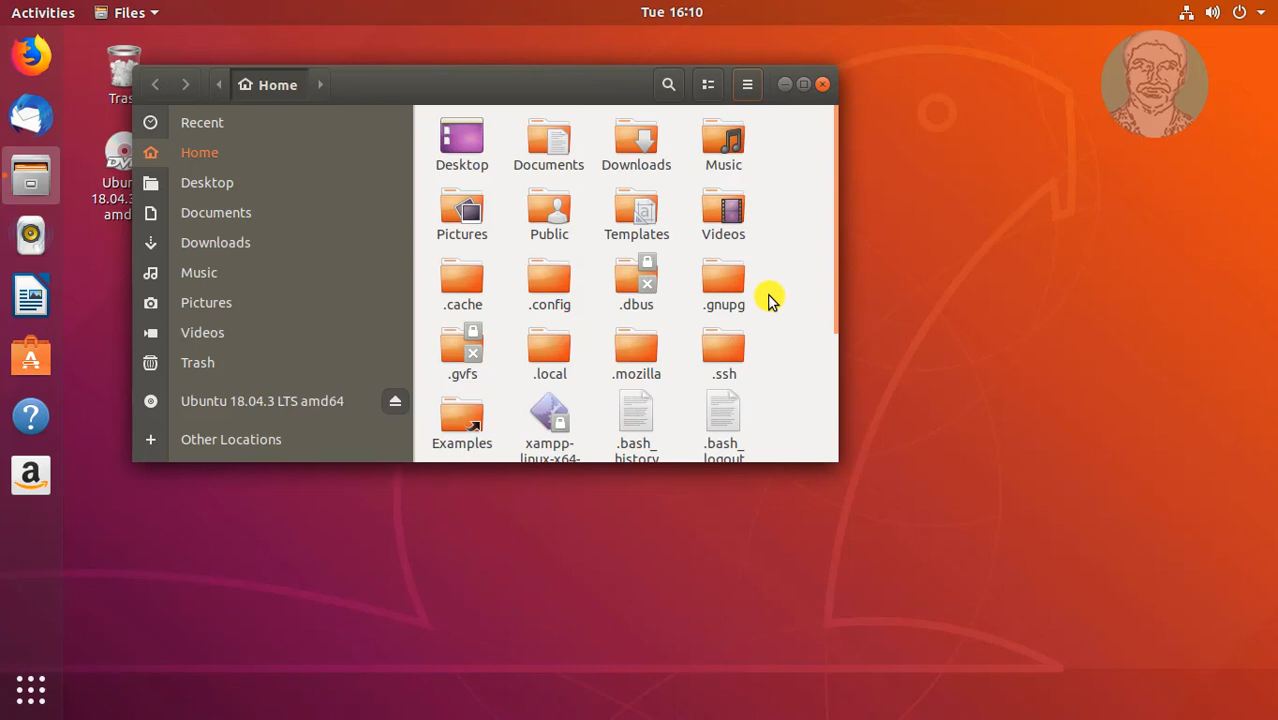 Activities Files Tue 16:10
Tras
Ubun
18.04.3
amd
Home
Recent
Home
Desktop
Documents
Downloads
Music
Pictures
Videos
Trash
Ubuntu 18.04.3 LTS amd64
Other Locations
Desktop Documents Downloads Music
Pictures Public Templates Videos
.cache .config .dbus .gnupg
.gvfs .local .mozilla .ssh
Examples xampp- .bash_ .bash_
linux-x64- history logout